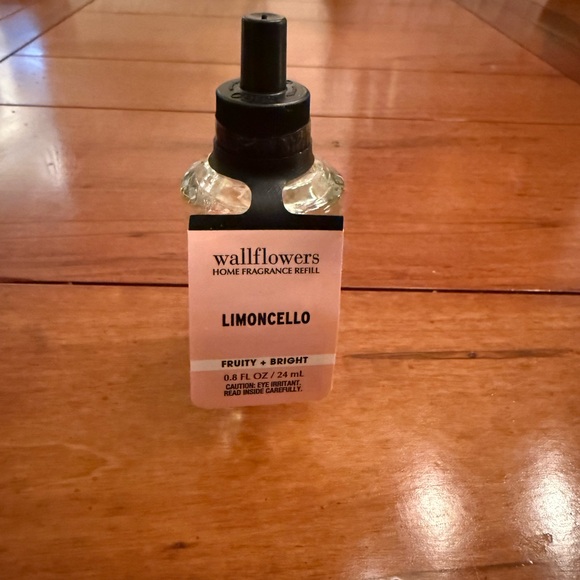 wallflowers
HOME FRAGRANCE REFILL
LIMONCELLO
FRUITY + BRIGHT
0.8 FL OZ / 24 mL
CAUTION: EYE IRRITANT,
READ INSIDE CAREFULLY.